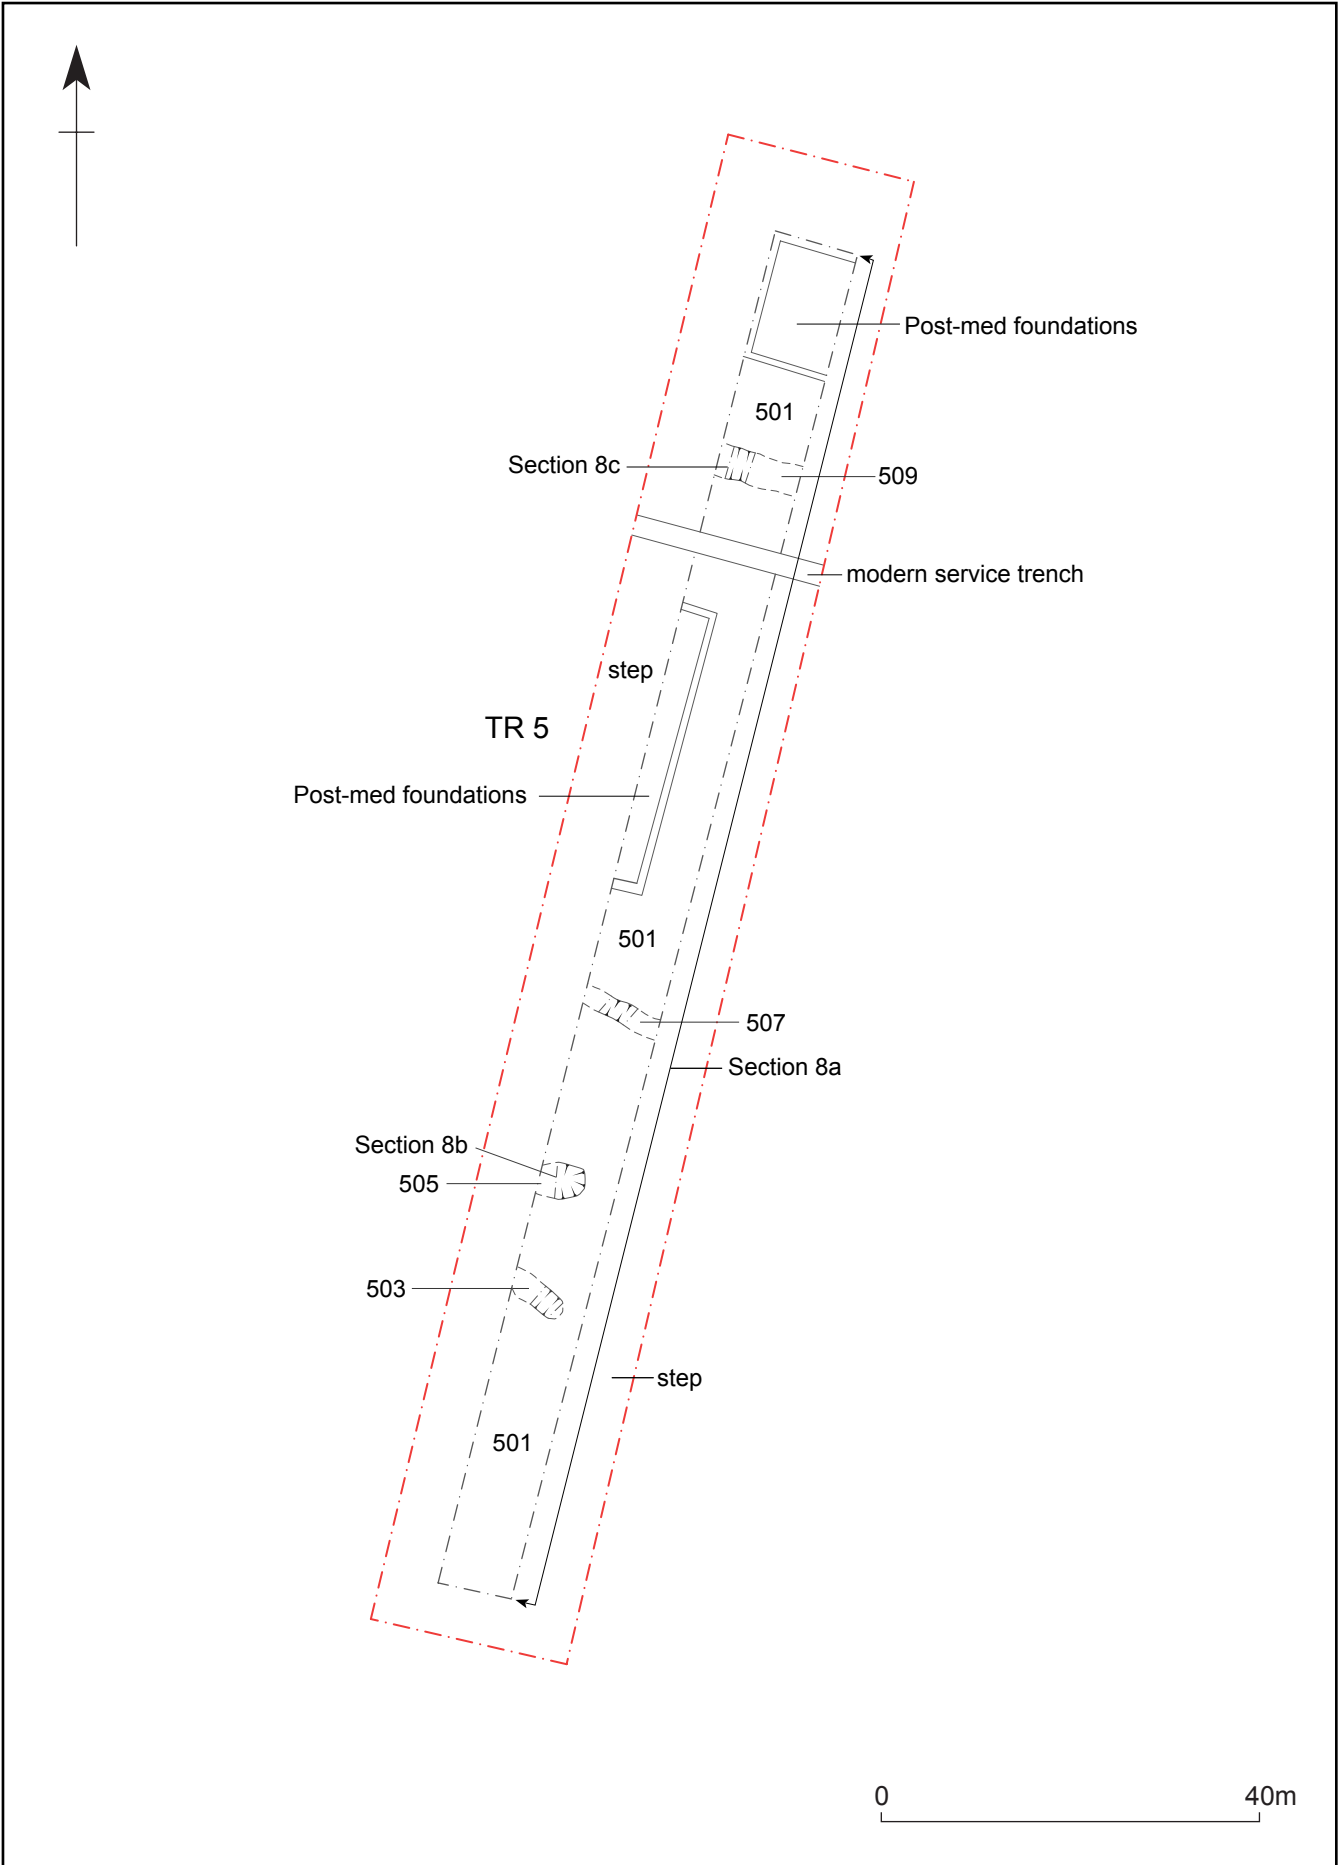 Post-med foundations
501
Section 8c
509
modern service trench
step
TR 5
Post-med foundations
501
507
Section 8a
Section 8b
505
503
step
501
0 40m